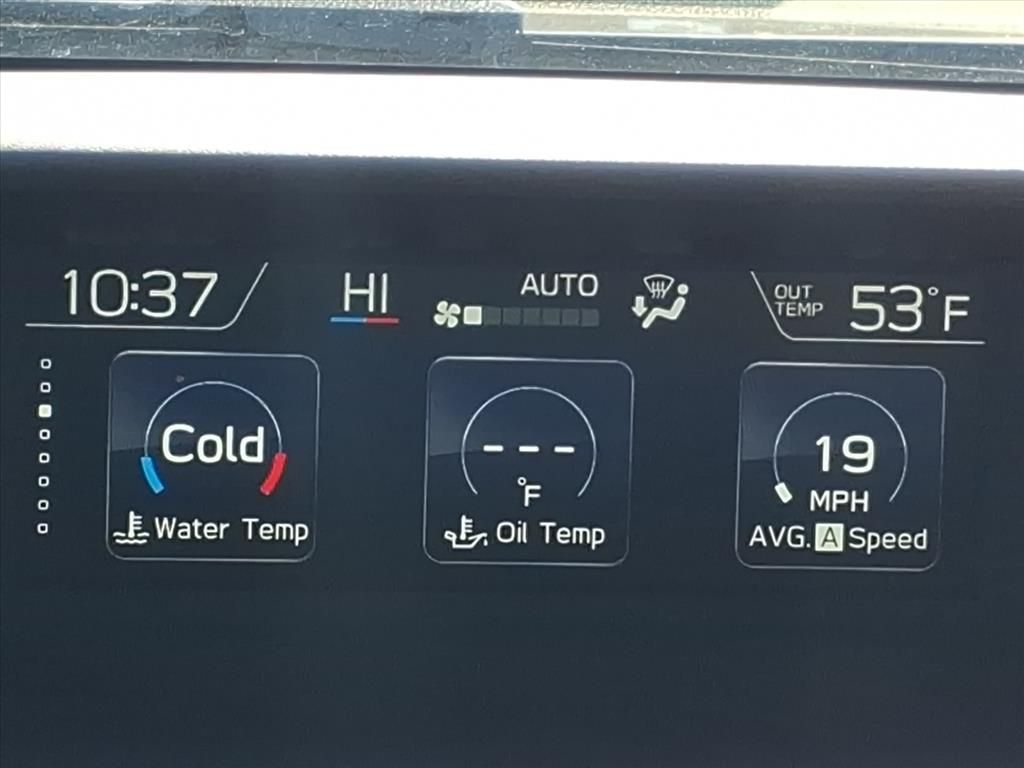 10:37
HI
AUTO
OUT
TEMP
53°F
Cold
Water Temp
---
°F
Oil Temp
19
MPH
AVG. A Speed